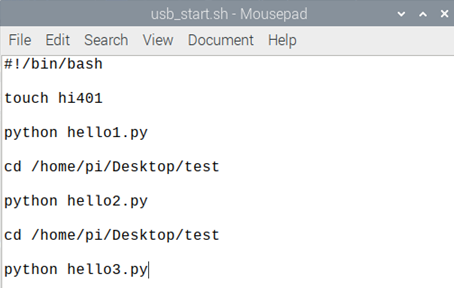 usb_start.sh - Mousepad
File Edit Search View Document Help
#!/bin/bash
touch hi401
python hello1.py
cd /home/pi/Desktop/test
python hello2.py
cd /home/pi/Desktop/test
python hello3.py